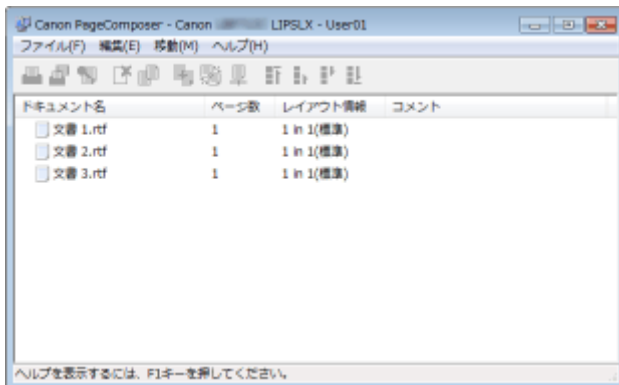 Canon PageComposer - Canon LIPSLX - User01
ファイル(F) 編集(E) 移動(M) ヘルプ(H)
ドキュメント名 ページ数 レイアウト情報 コメント
文書 1.rtf 1 1 in 1(標準)
文書 2.rtf 1 1 in 1(標準)
文書 3.rtf 1 1 in 1(標準)
ヘルプを表示するには、F1キーを押してください。